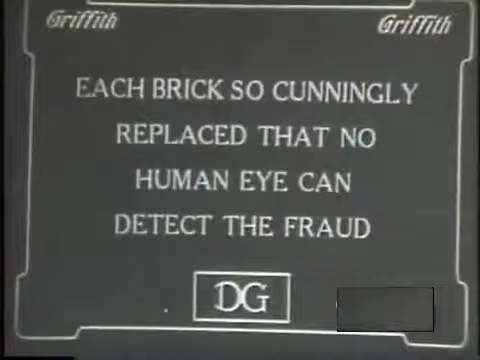 Griffith Griffith
EACH BRICK SO CUNNINGLY
REPLACED THAT NO
HUMAN EYE CAN
DETECT THE FRAUD
DG